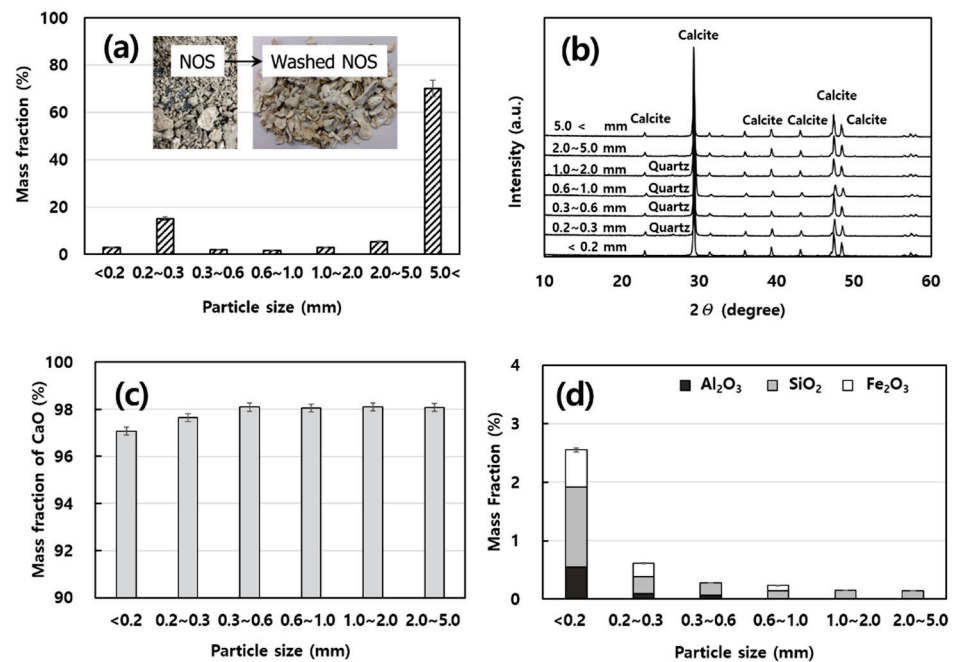 (a)
NOS → Washed NOS
100
80
60
40
20
0
Mass fraction (%)
<0.2 0.2~0.3 0.3~0.6 0.6~1.0 1.0~2.0 2.0~5.0 5.0<
Particle size (mm)
(b)
Calcite
Calcite
Calcite Calcite Calcite Calcite
5.0 < mm
2.0~5.0 mm
1.0~2.0 mm Quartz
0.6~1.0 mm Quartz
0.3~0.6 mm Quartz
0.2~0.3 mm Quartz
< 0.2 mm
Intensity (a.u.)
10 20 30 40 50 60
2Θ (degree)
(c)
100
98
96
94
92
90
Mass fraction of CaO (%)
<0.2 0.2~0.3 0.3~0.6 0.6~1.0 1.0~2.0 2.0~5.0
Particle size (mm)
(d)
Al₂O₃ SiO₂ Fe₂O₃
4
3
2
1
0
Mass Fraction (%)
<0.2 0.2~0.3 0.3~0.6 0.6~1.0 1.0~2.0 2.0~5.0
Particle size (mm)